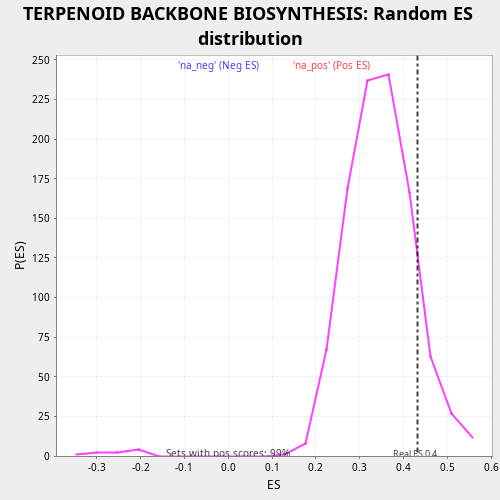 TERPENOID BACKBONE BIOSYNTHESIS: Random ES
distribution
'na_neg' (Neg ES) 'na_pos' (Pos ES)
250
225
200
175
150
125
100
75
50
25
0
P(ES)
Sets with pos scores: 99%
Real ES 0.4
-0.3 -0.2 -0.1 0.0 0.1 0.2 0.3 0.4 0.5 0.6
ES